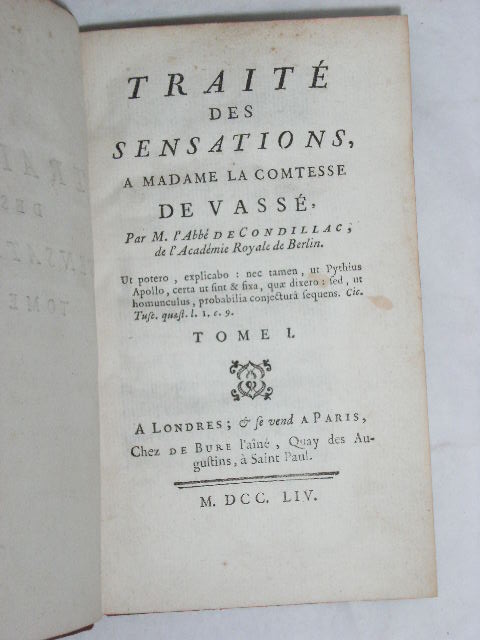 TRAITÉ
DES
SENSATIONS,
A MADAME LA COMTESSE
DE VASSÉ,
Par M. l'Abbé DE CONDILLAC,
de l'Académie Royale de Berlin.
Ut potero, explicabo : nec tamen, ut Pythius
Apollo, certa ut ſint & fixa, quæ dixero : ſed, ut
homunculus, probabilia conjecturâ ſequens. Cic.
Tuſc. quæſt. l. 1. c. 9.
TOME I.
A LONDRES; & ſe vend A PARIS,
Chez DE BURE l'aîné, Quay des Au-
guſtins, à Saint Paul.
M. DCC. LIV.